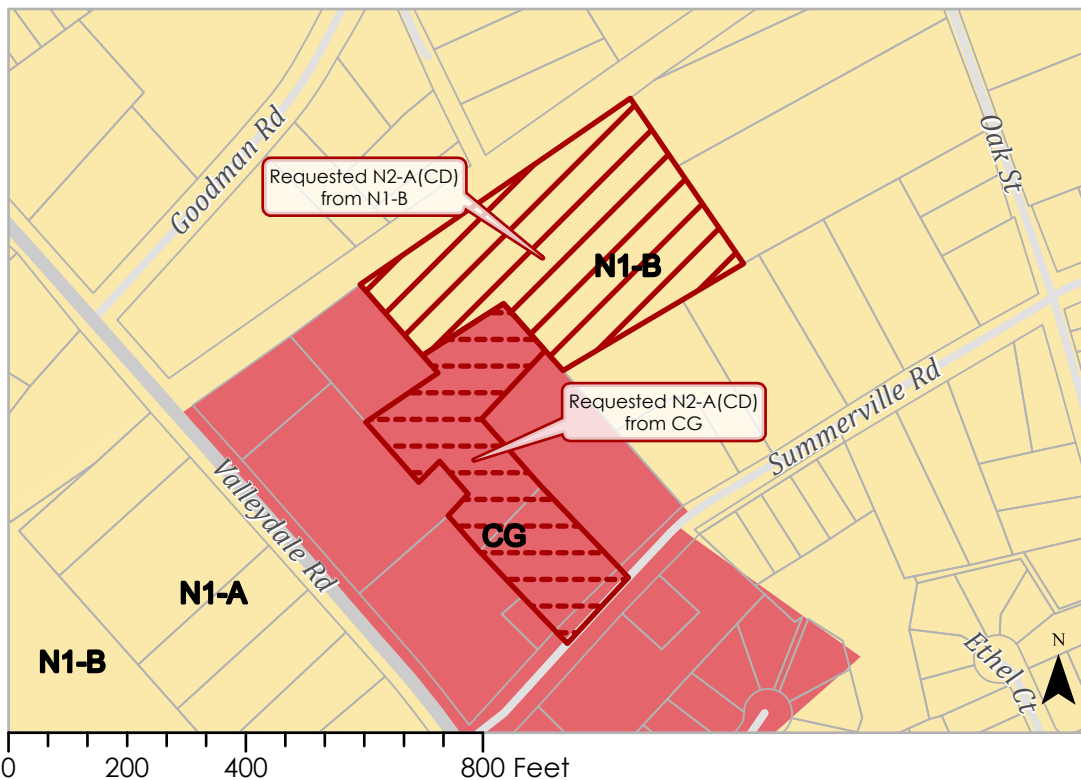 Goodman Rd
Oak St
Requested N2-A(CD)
from N1-B
N1-B
Requested N2-A(CD)
from CG
Summerville Rd
Valleydale Rd
CG
N1-A
N1-B
Ethel Ct
N
0 200 400 800 Feet